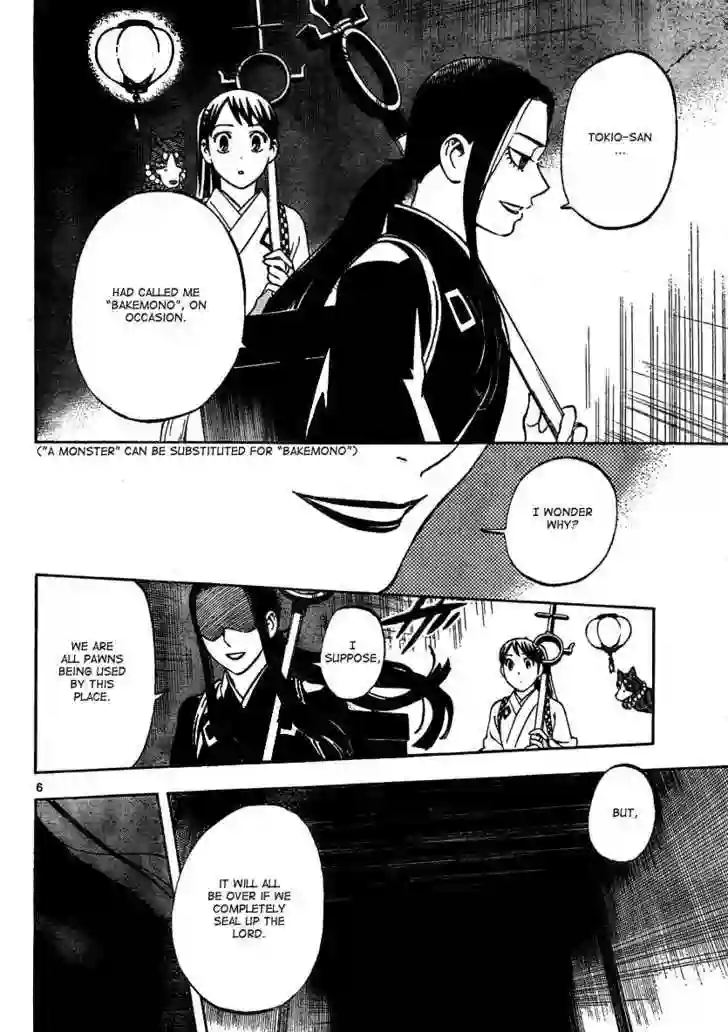 TOKIO-SAN
...
HAD CALLED ME
"BAKEMONO", ON
OCCASION.
("A MONSTER" CAN BE SUBSTITUTED FOR "BAKEMONO")
I WONDER
WHY?
I
SUPPOSE,
WE ARE
ALL PAWNS
BEING USED
BY THIS
PLACE.
6
BUT,
IT WILL ALL
BE OVER IF WE
COMPLETELY
SEAL UP THE
LORD.